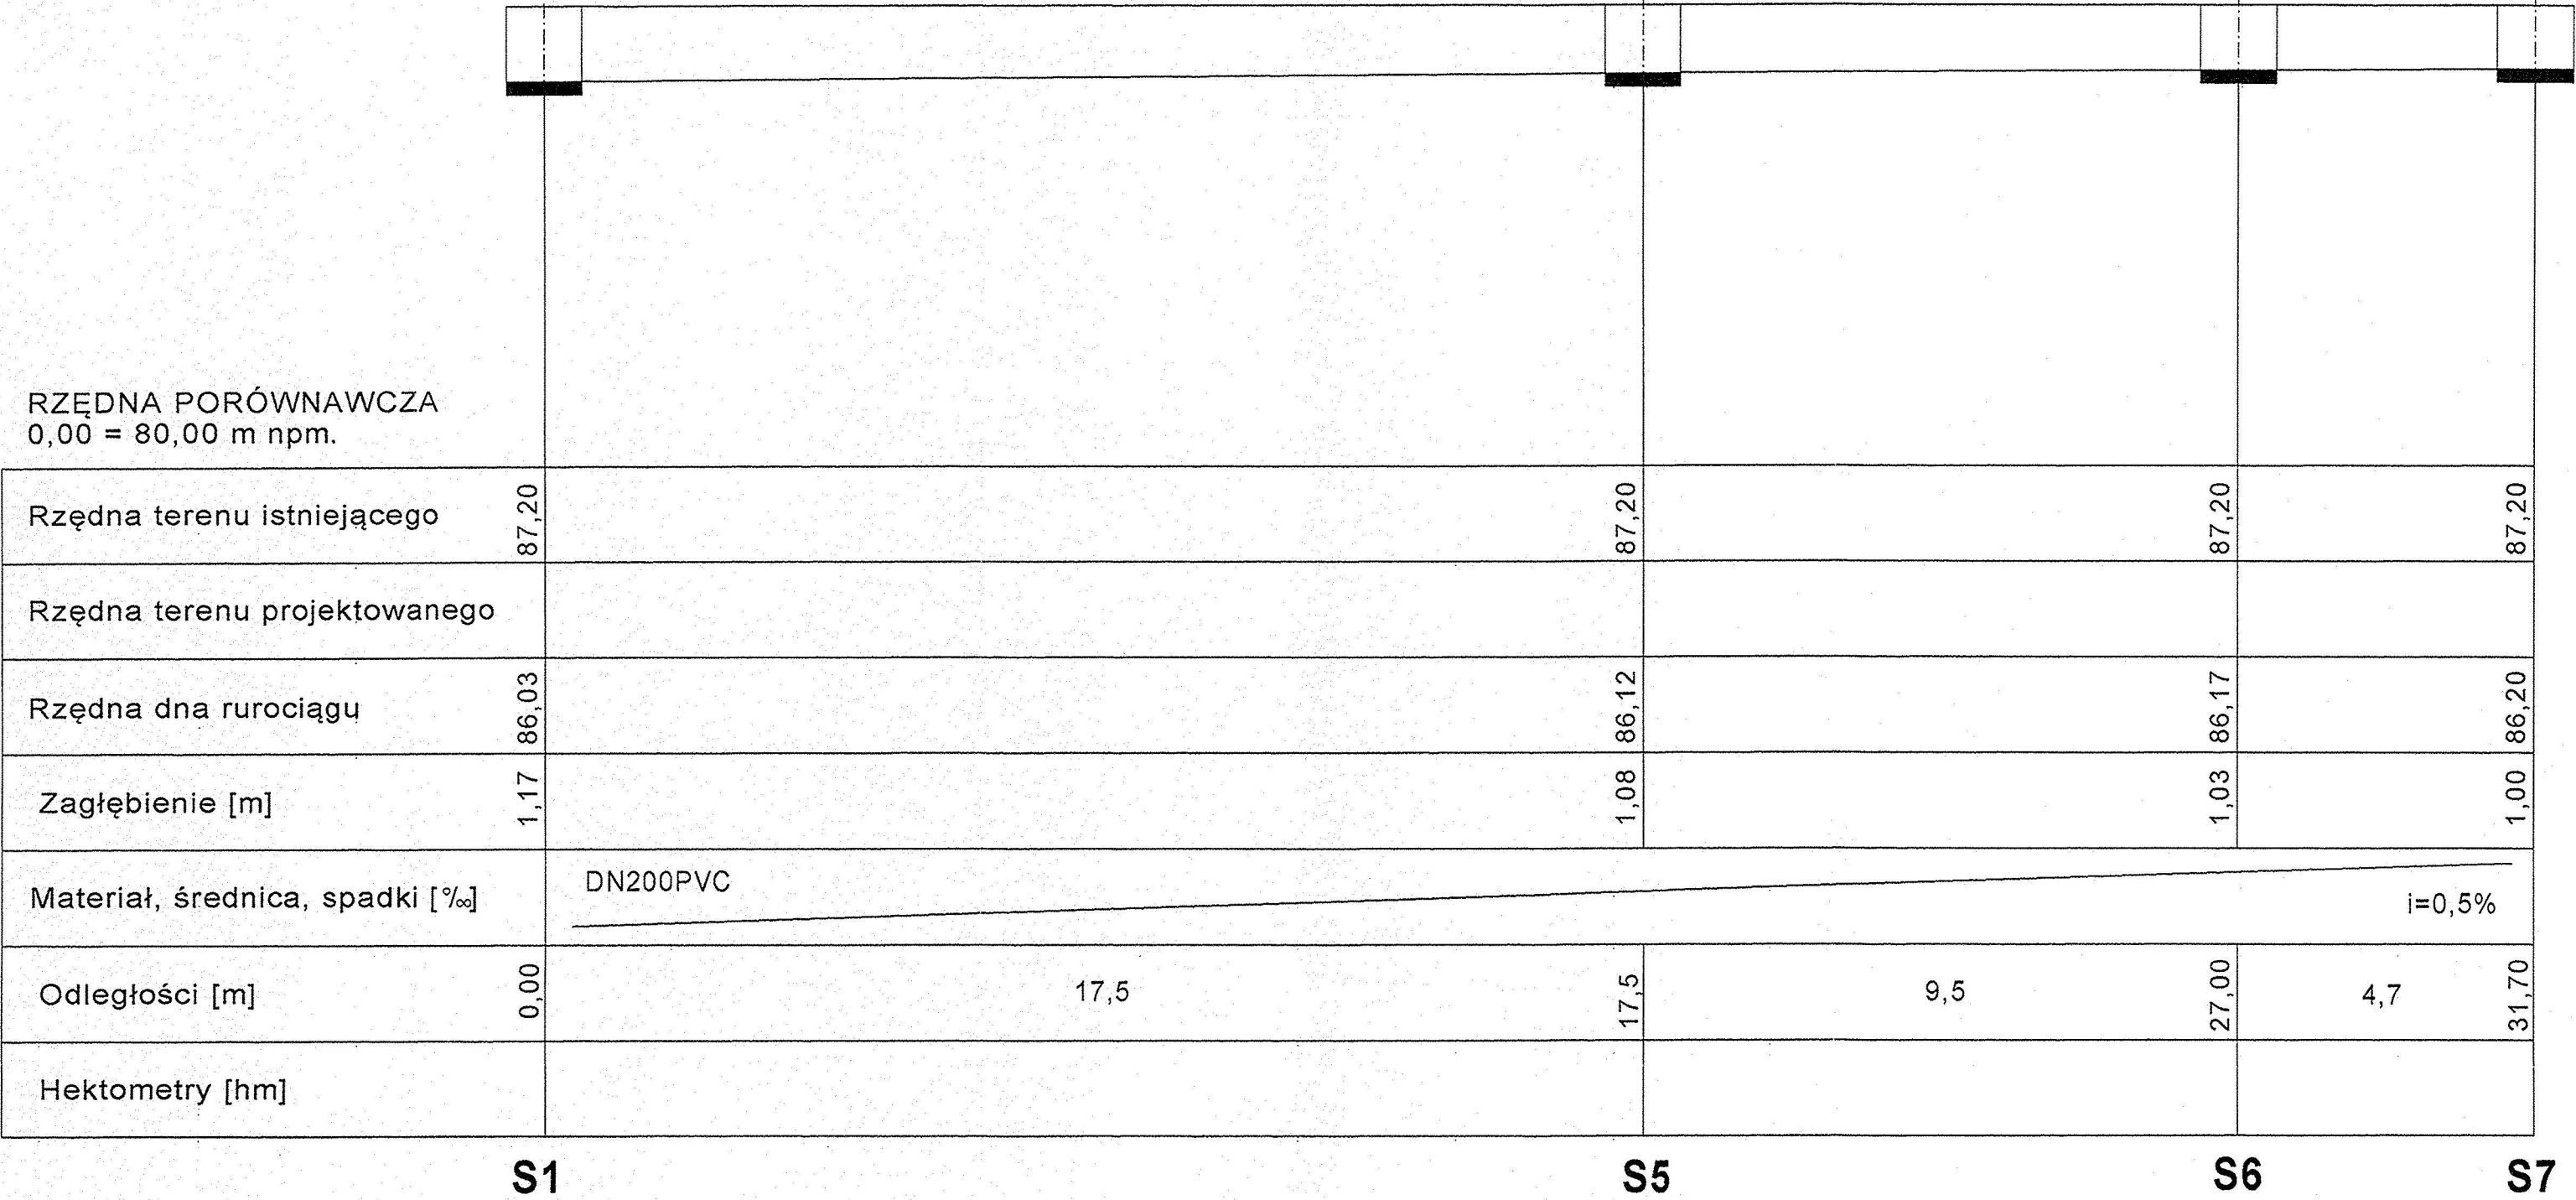 RZĘDNA PORÓWNAWCZA
0,00 = 80,00 m npm.
Rzędna terenu istniejącego 87,20 87,20 87,20 87,20
Rzędna terenu projektowanego
Rzędna dna rurociągu 86,03 86,12 86,17 86,20
Zagłębienie [m] 1,17 1,08 1,03 1,00
Materiał, średnica, spadki [‰] DN200PVC i=0,5%
Odległości [m] 0,00 17,5 17,5 9,5 27,00 4,7 31,70
Hektometry [hm]
S1 S5 S6 S7